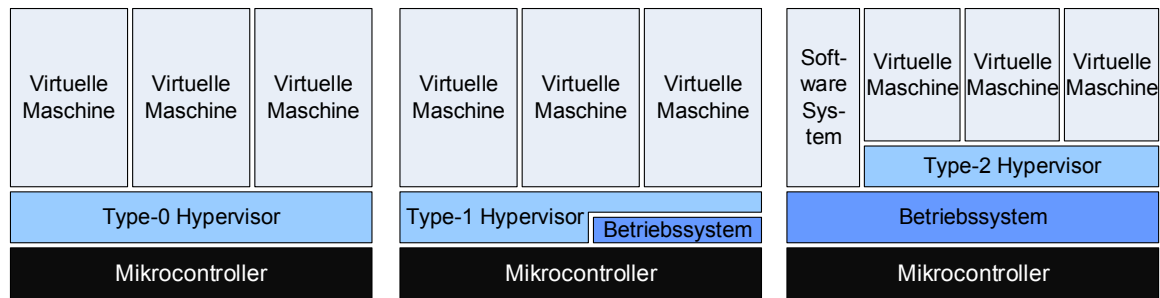 Virtuelle
Maschine
Virtuelle
Maschine
Virtuelle
Maschine
Type-0 Hypervisor
Mikrocontroller
Virtuelle
Maschine
Virtuelle
Maschine
Virtuelle
Maschine
Type-1 Hypervisor
Betriebssystem
Mikrocontroller
Soft-
ware
Sys-
tem
Virtuelle
Maschine
Virtuelle
Maschine
Virtuelle
Maschine
Type-2 Hypervisor
Betriebssystem
Mikrocontroller